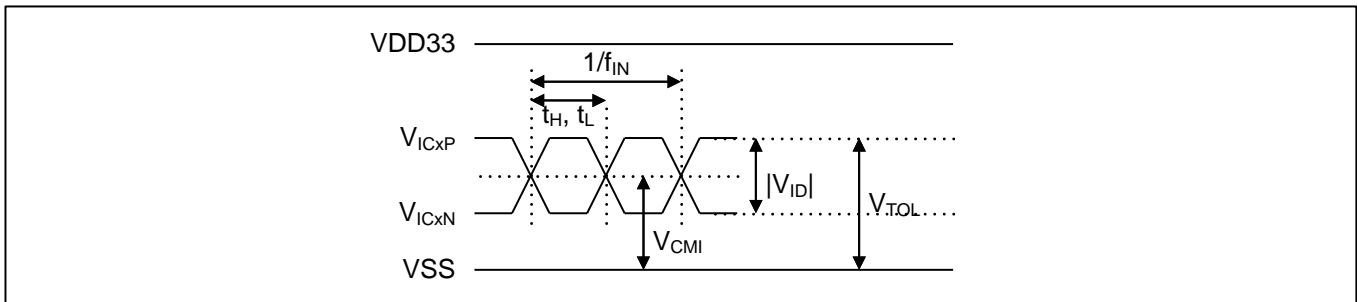 VDD33
1/fIN
tH, tL
VICxP
|VID|
VTOL
VICxN
VCMI
VSS